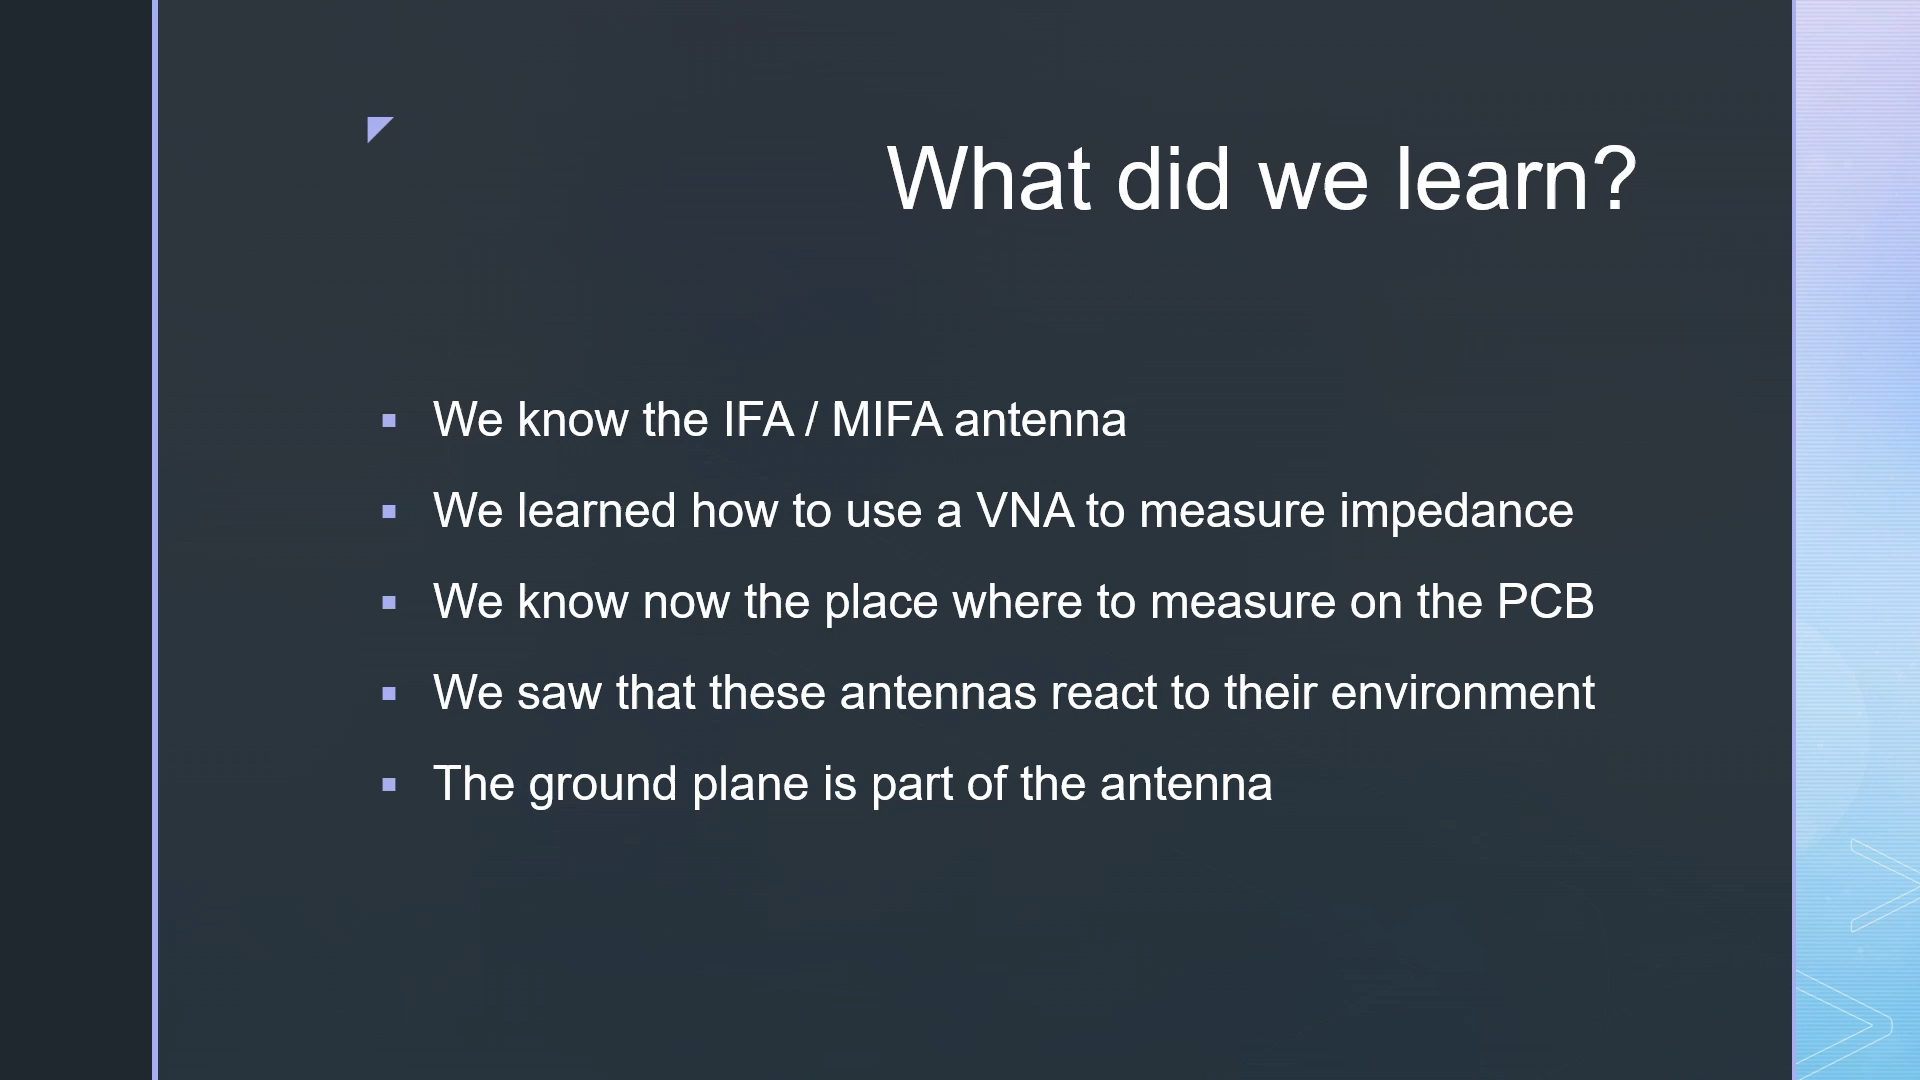 What did we learn?
We know the IFA / MIFA antenna
We learned how to use a VNA to measure impedance
We know now the place where to measure on the PCB
We saw that these antennas react to their environment
The ground plane is part of the antenna